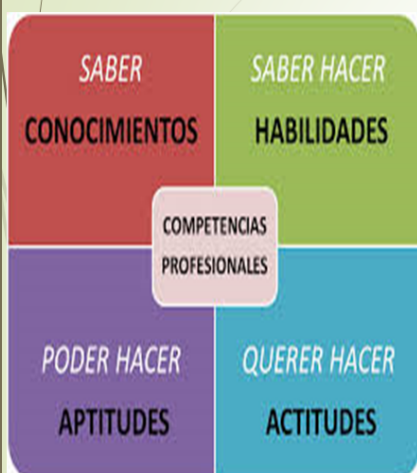 SABER
CONOCIMIENTOS
SABER HACER
HABILIDADES
COMPETENCIAS
PROFESIONALES
PODER HACER
APTITUDES
QUERER HACER
ACTITUDES